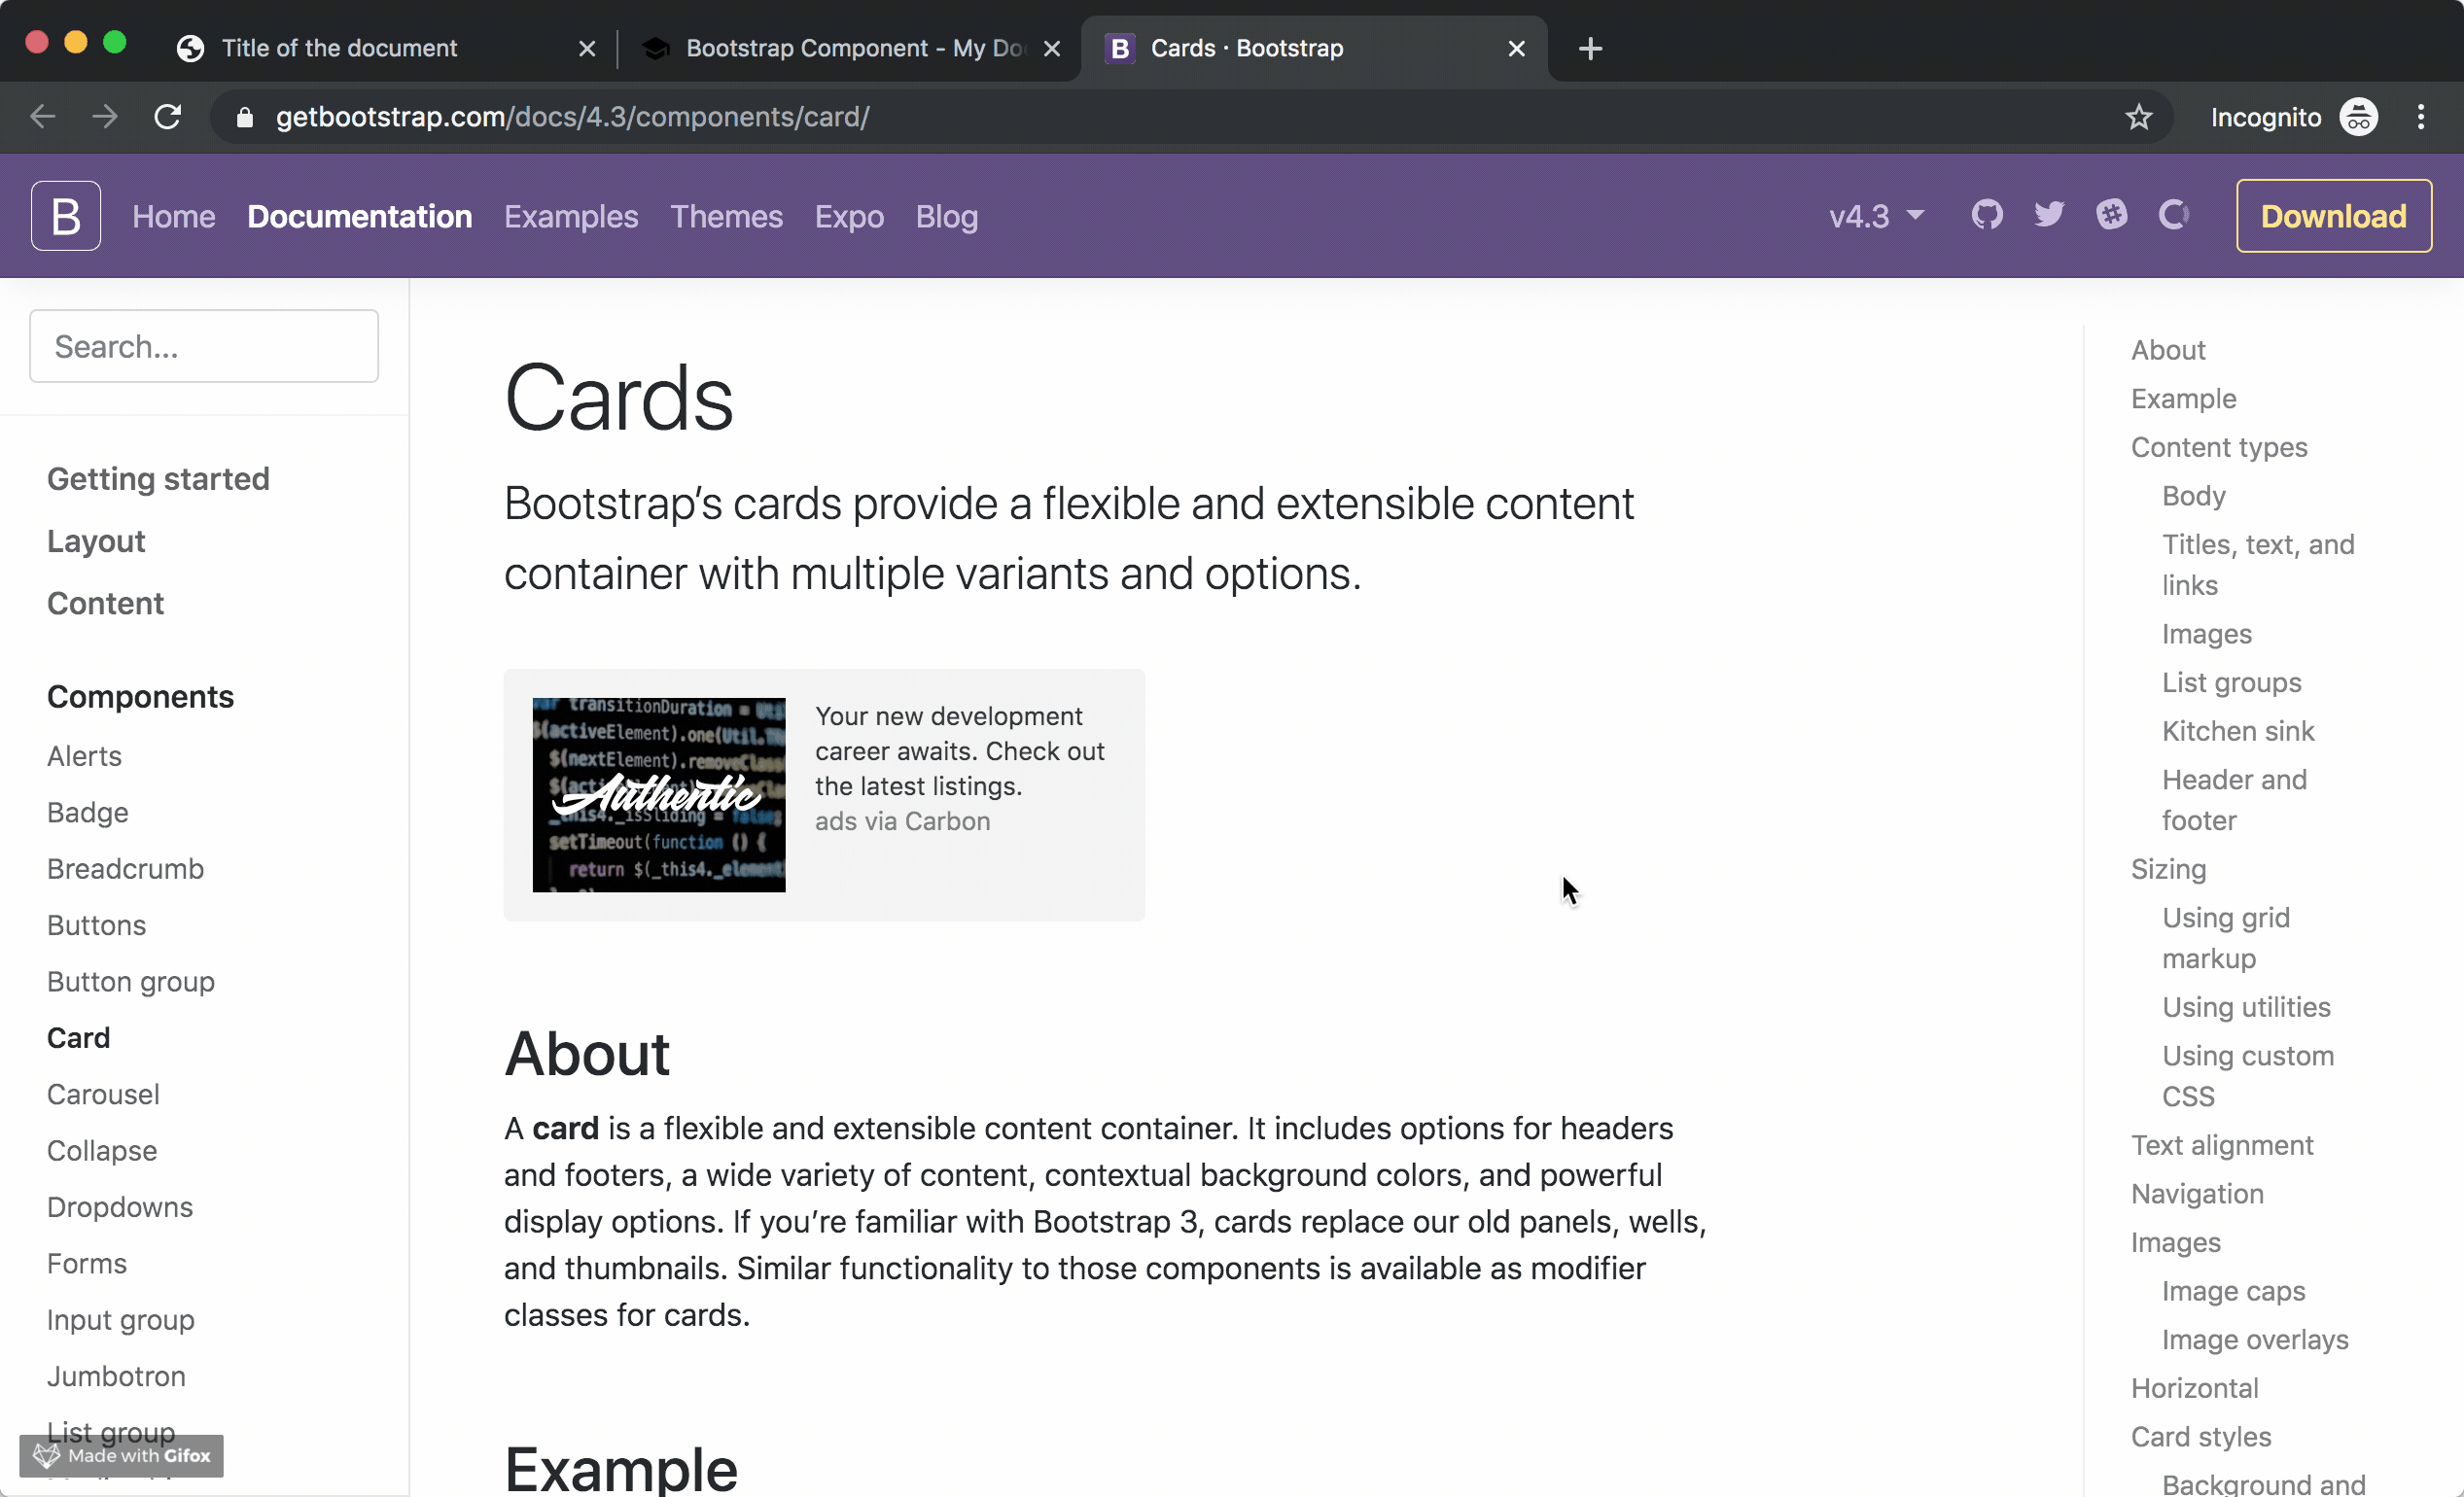 Title of the document
Bootstrap Component - My Do
Cards · Bootstrap
getbootstrap.com/docs/4.3/components/card/
Incognito
B
Home
Documentation
Examples
Themes
Expo
Blog
v4.3
Download
Search...
Getting started
Layout
Content
Components
Alerts
Badge
Breadcrumb
Buttons
Button group
Card
Carousel
Collapse
Dropdowns
Forms
Input group
Jumbotron
List group
Made with Gifox
Cards
Bootstrap’s cards provide a flexible and extensible content
container with multiple variants and options.
var transitionDuration = Util
$(activeElement).one(Util.TR
$(nextElement).removeClass
_this4._isSliding = false;
setTimeout(function () {
return $(_this4._element
Authentic
Your new development
career awaits. Check out
the latest listings.
ads via Carbon
About
A card is a flexible and extensible content container. It includes options for headers
and footers, a wide variety of content, contextual background colors, and powerful
display options. If you’re familiar with Bootstrap 3, cards replace our old panels, wells,
and thumbnails. Similar functionality to those components is available as modifier
classes for cards.
Example
About
Example
Content types
Body
Titles, text, and
links
Images
List groups
Kitchen sink
Header and
footer
Sizing
Using grid
markup
Using utilities
Using custom
CSS
Text alignment
Navigation
Images
Image caps
Image overlays
Horizontal
Card styles
Background and